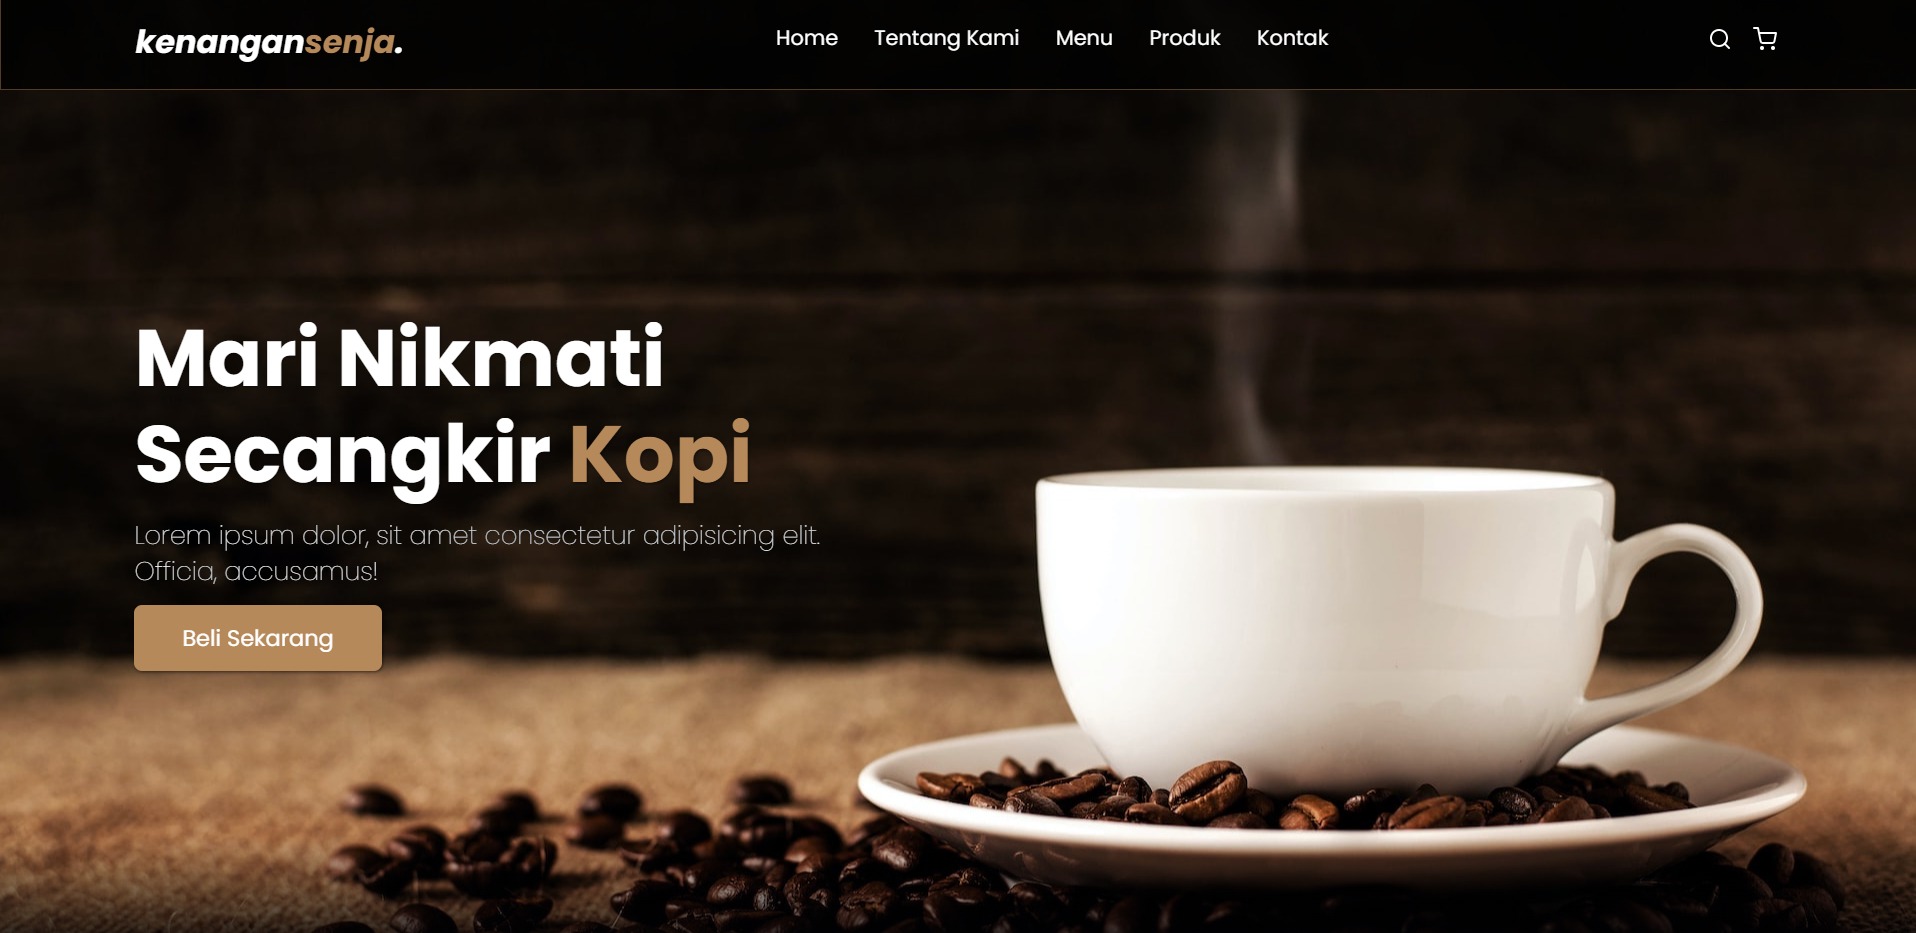 kenangansenja.
Home Tentang Kami Menu Produk Kontak
Mari Nikmati
Secangkir Kopi
Lorem ipsum dolor, sit amet consectetur adipisicing elit.
Officia, accusamus!
Beli Sekarang